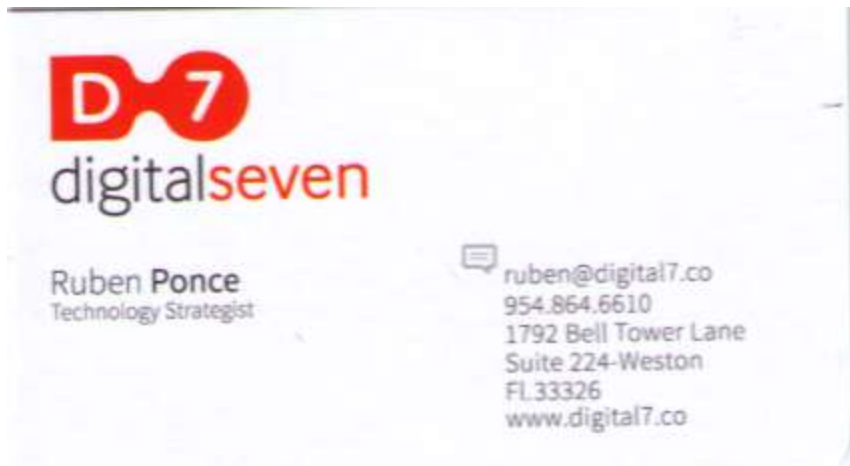 D 7
digitalseven
Ruben Ponce
Technology Strategist
ruben@digital7.co
954.864.6610
1792 Bell Tower Lane
Suite 224-Weston
Fl.33326
www.digital7.co